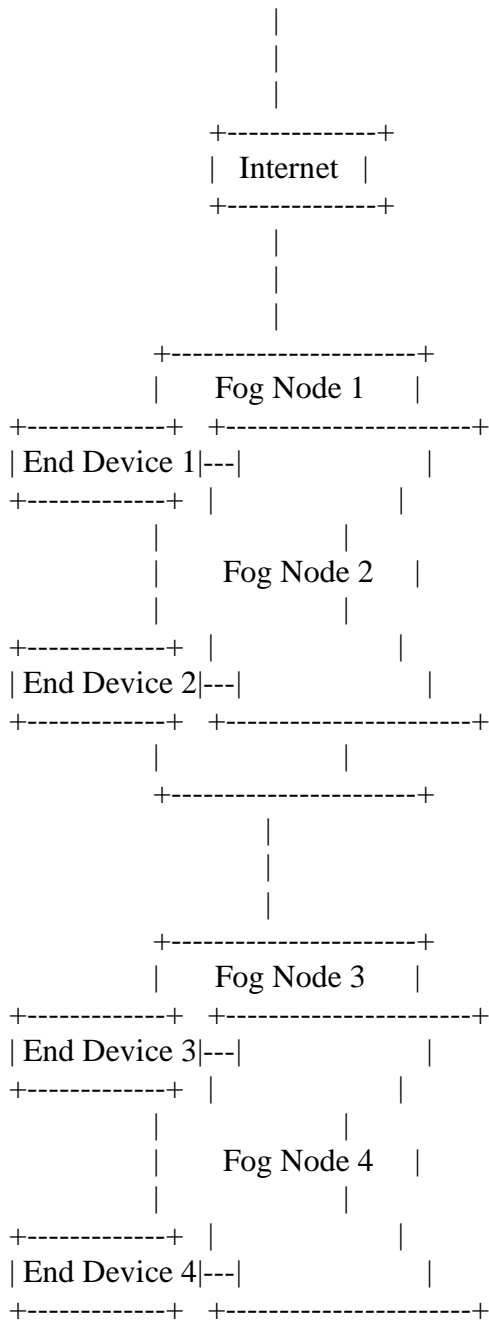 Internet
Fog Node 1
End Device 1
Fog Node 2
End Device 2
Fog Node 3
End Device 3
Fog Node 4
End Device 4